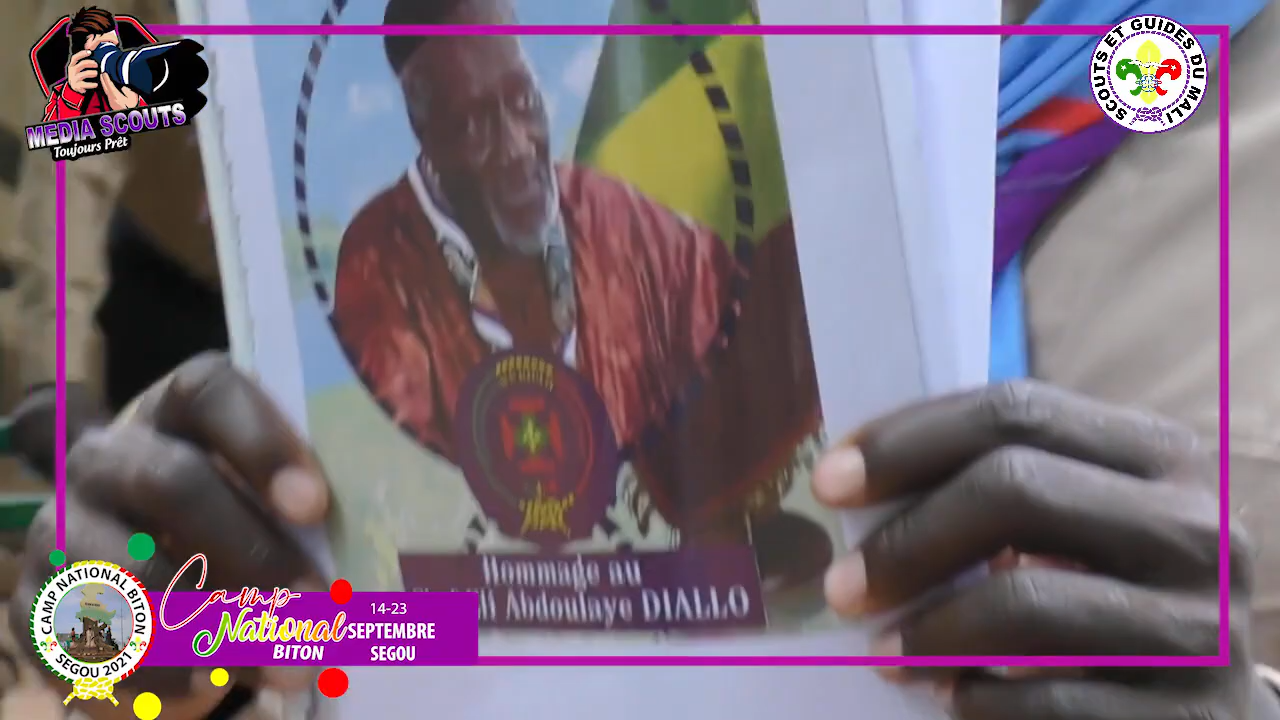 MEDIA SCOUTS
Toujours Prêt
SCOUTS ET GUIDES DU MALI
Hommage au
Abdoulaye DIALLO
CAMP NATIONAL BITON
SEGOU 2021
Camp
National
BITON
14-23
SEPTEMBRE
SEGOU